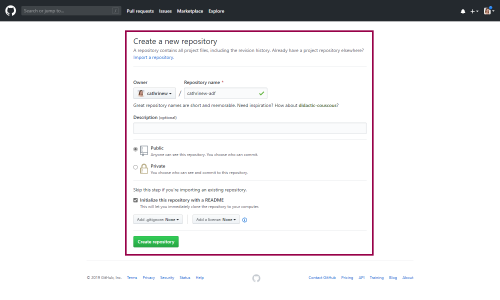 Search or jump to...
Pull requests Issues Marketplace Explore
Create a new repository
A repository contains all project files, including the revision history. Already have a project repository elsewhere?
Import a repository.
Owner Repository name *
cathrinew / cathrinew-adf
Great repository names are short and memorable. Need inspiration? How about didactic-couscous?
Description (optional)
Public
Anyone can see this repository. You choose who can commit.
Private
You choose who can see and commit to this repository.
Skip this step if you're importing an existing repository.
Initialize this repository with a README
This will let you immediately clone the repository to your computer.
Add .gitignore: None Add a license: None
Create repository
© 2019 GitHub, Inc. Terms Privacy Security Status Help Contact GitHub Pricing API Training Blog About